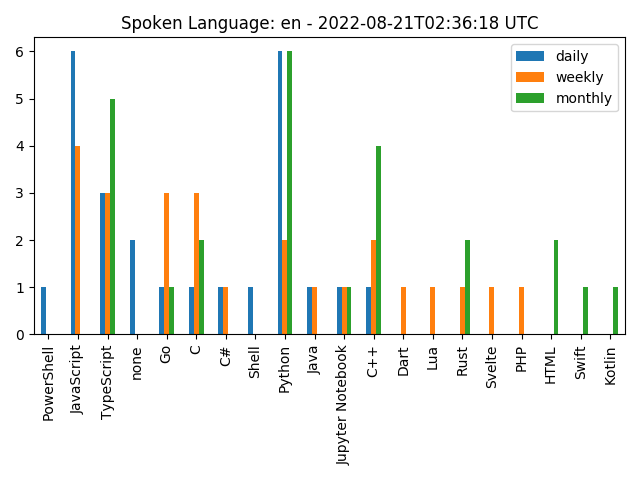 Spoken Language: en - 2022-08-21T02:36:18 UTC
daily
weekly
monthly
6
5
4
3
2
1
0
PowerShell
JavaScript
TypeScript
none
Go
C
C#
Shell
Python
Java
Jupyter Notebook
C++
Dart
Lua
Rust
Svelte
PHP
HTML
Swift
Kotlin